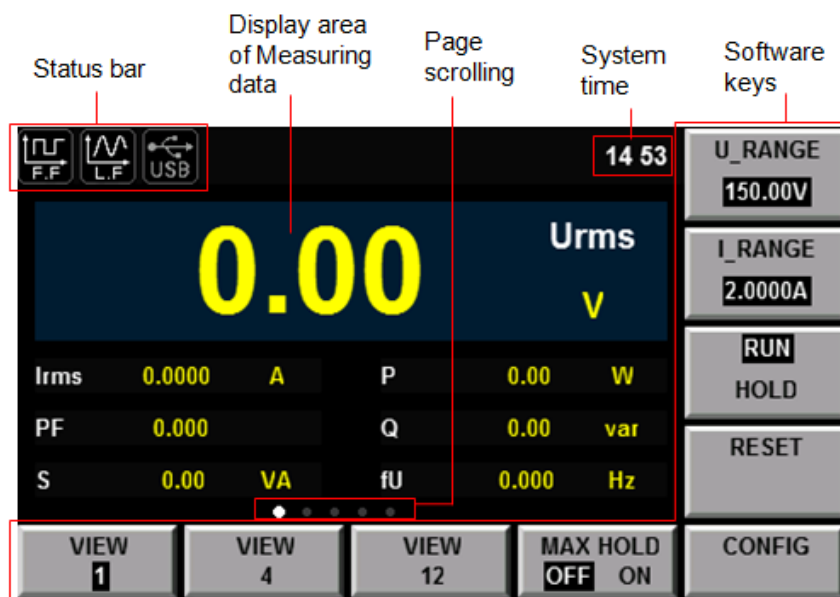 Status bar
Display area
of Measuring
data
Page
scrolling
System
time
Software
keys
F.F
L.F
USB
14 53
U_RANGE
150.00V
0.00
Urms
V
I_RANGE
2.0000A
RUN
HOLD
Irms 0.0000 A P 0.00 W
PF 0.000 Q 0.00 var
S 0.00 VA fU 0.000 Hz
RESET
VIEW
1
VIEW
4
VIEW
12
MAX HOLD
OFF ON
CONFIG